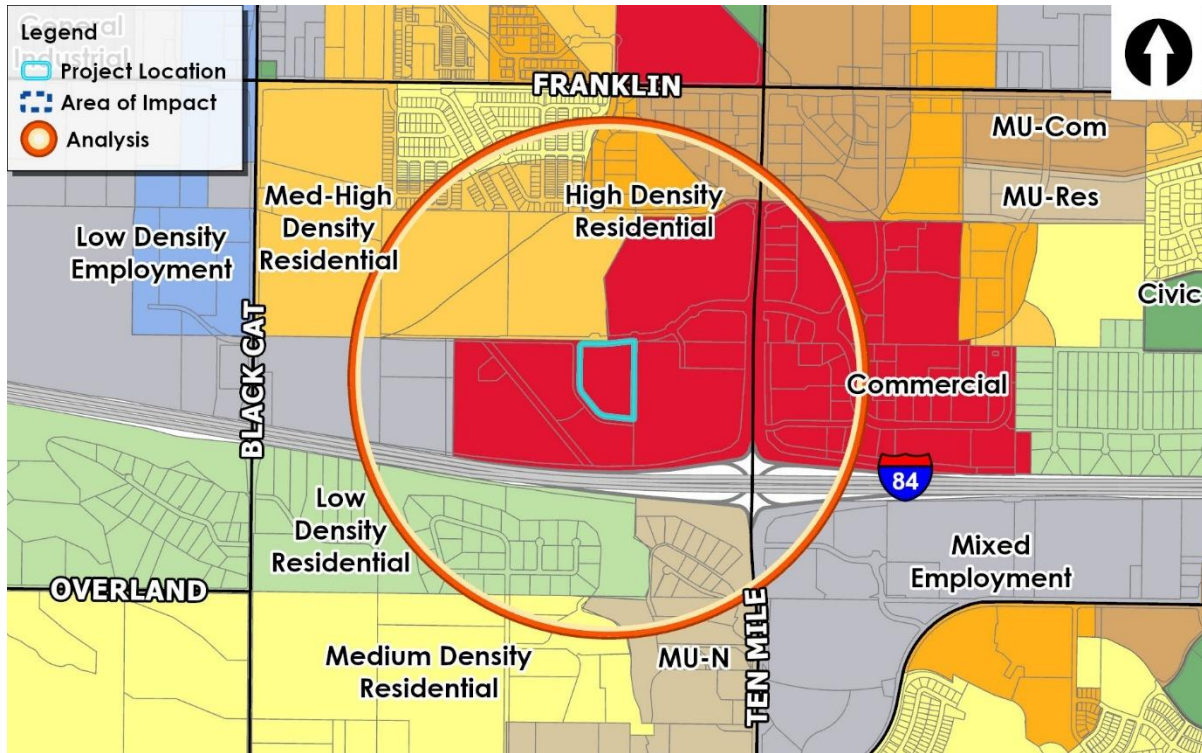 General
Industrial
Legend
Project Location
Area of Impact
Analysis
FRANKLIN
MU-Com
Med-High
Density
Residential
High Density
Residential
MU-Res
Low Density
Employment
Civic
BLACK CAT
Commercial
84
Low
Density
Residential
Mixed
Employment
OVERLAND
TEN MILE
Medium Density
Residential
MU-N